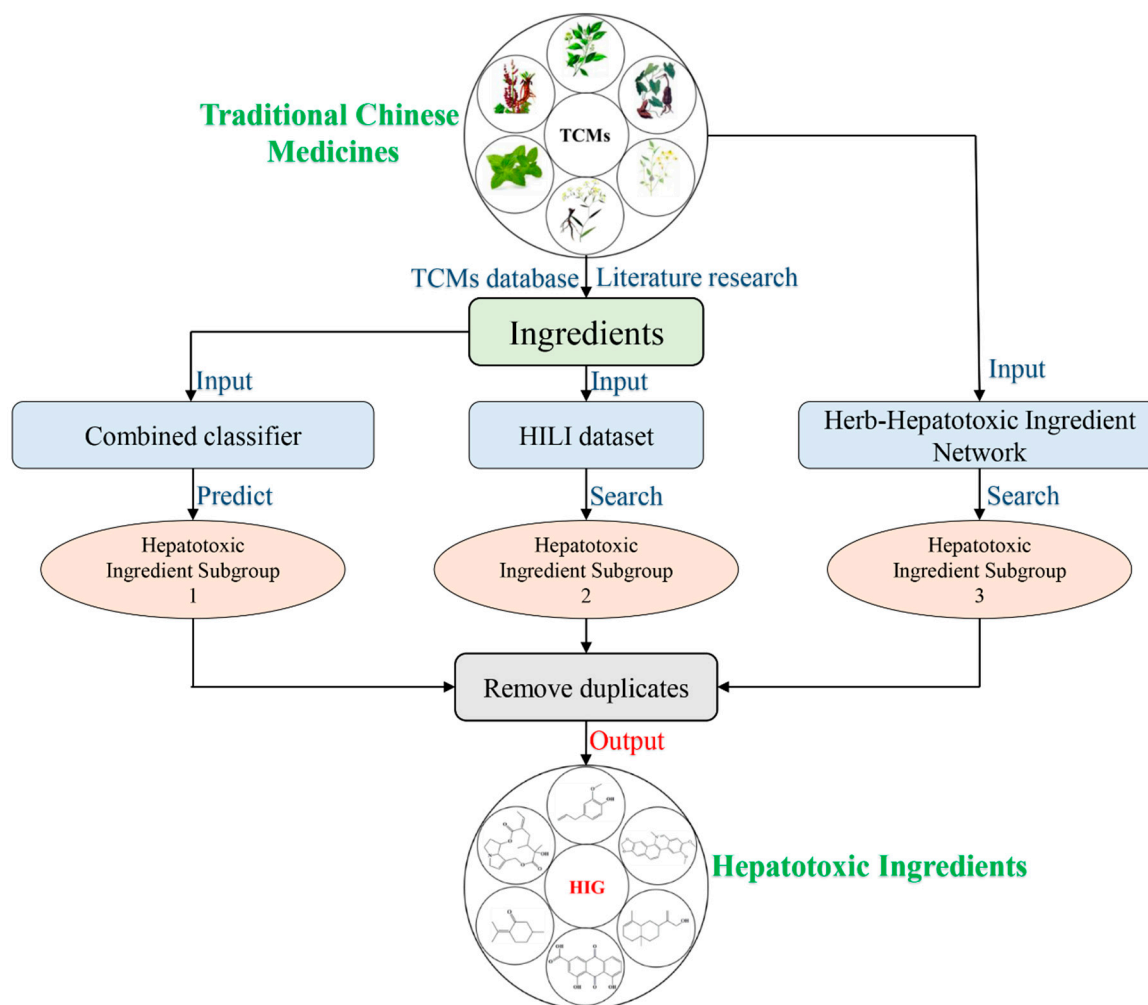 Traditional Chinese
Medicines
TCMs
TCMs database
Literature research
Ingredients
Input
Input
Input
Combined classifier
HILI dataset
Herb-Hepatotoxic Ingredient
Network
Predict
Search
Search
Hepatotoxic
Ingredient Subgroup
1
Hepatotoxic
Ingredient Subgroup
2
Hepatotoxic
Ingredient Subgroup
3
Remove duplicates
Output
HIG
Hepatotoxic Ingredients